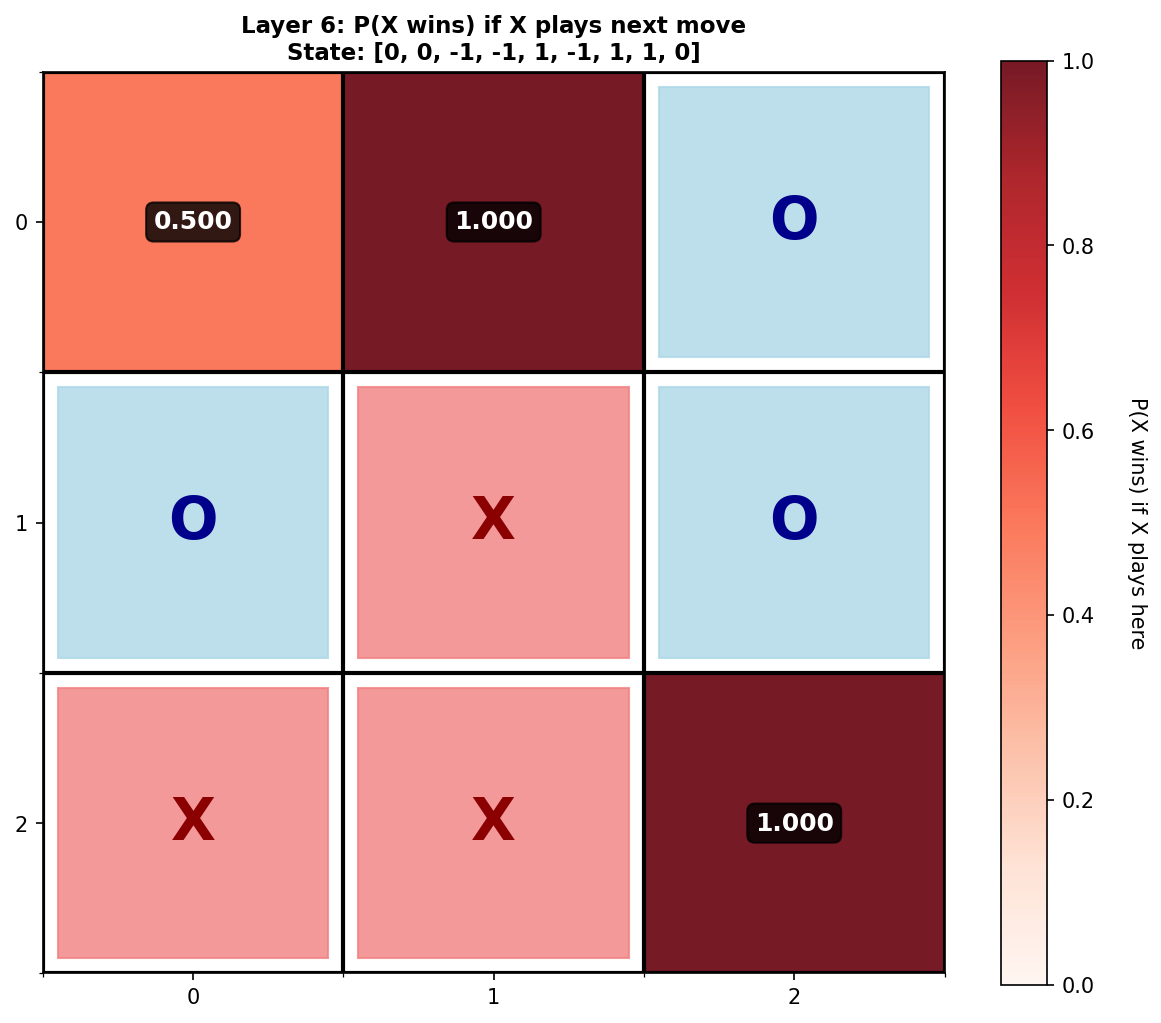 Layer 6: P(X wins) if X plays next move
State: [0, 0, -1, -1, 1, -1, 1, 1, 0]
0
0.500
1.000
O
1
O
X
O
2
X
X
1.000
0
1
2
1.0
0.8
0.6
0.4
0.2
0.0
P(X wins) if X plays here